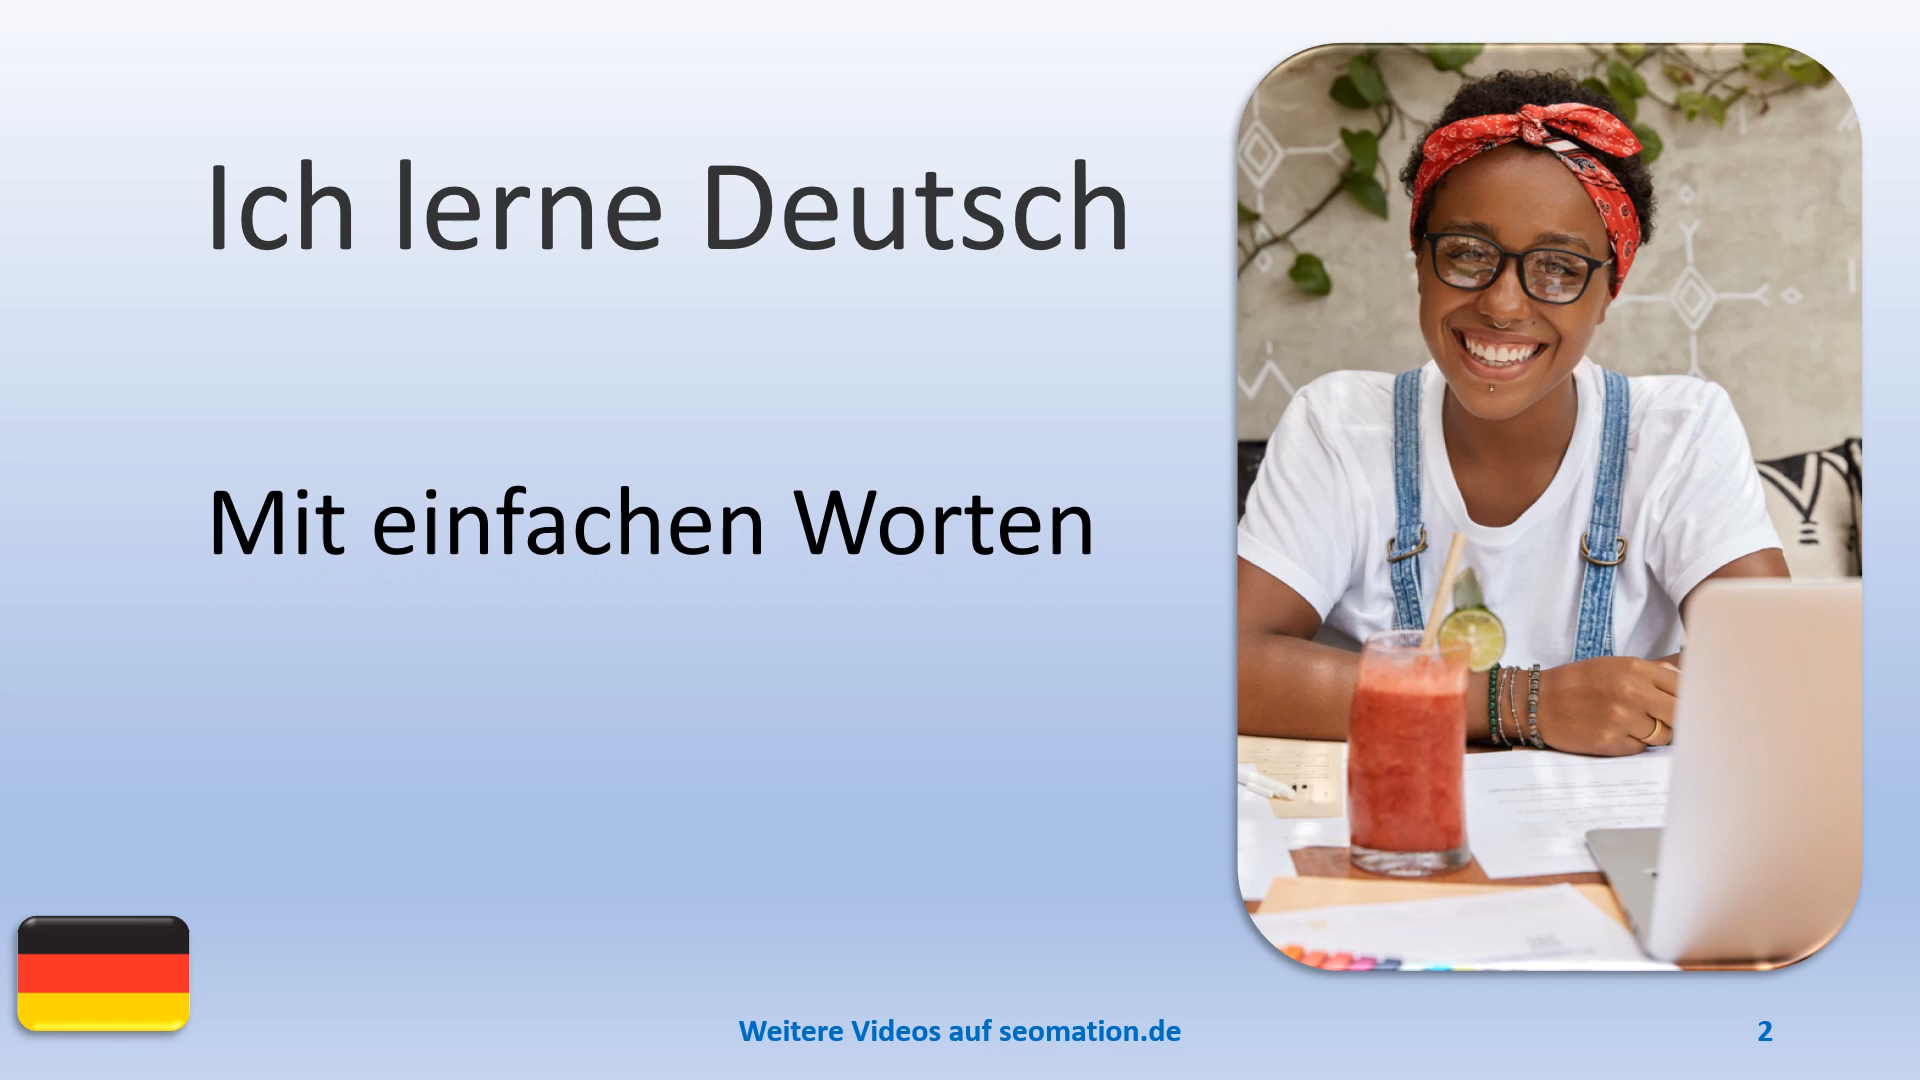 Ich lerne Deutsch
Mit einfachen Worten
Weitere Videos auf seomation.de
2